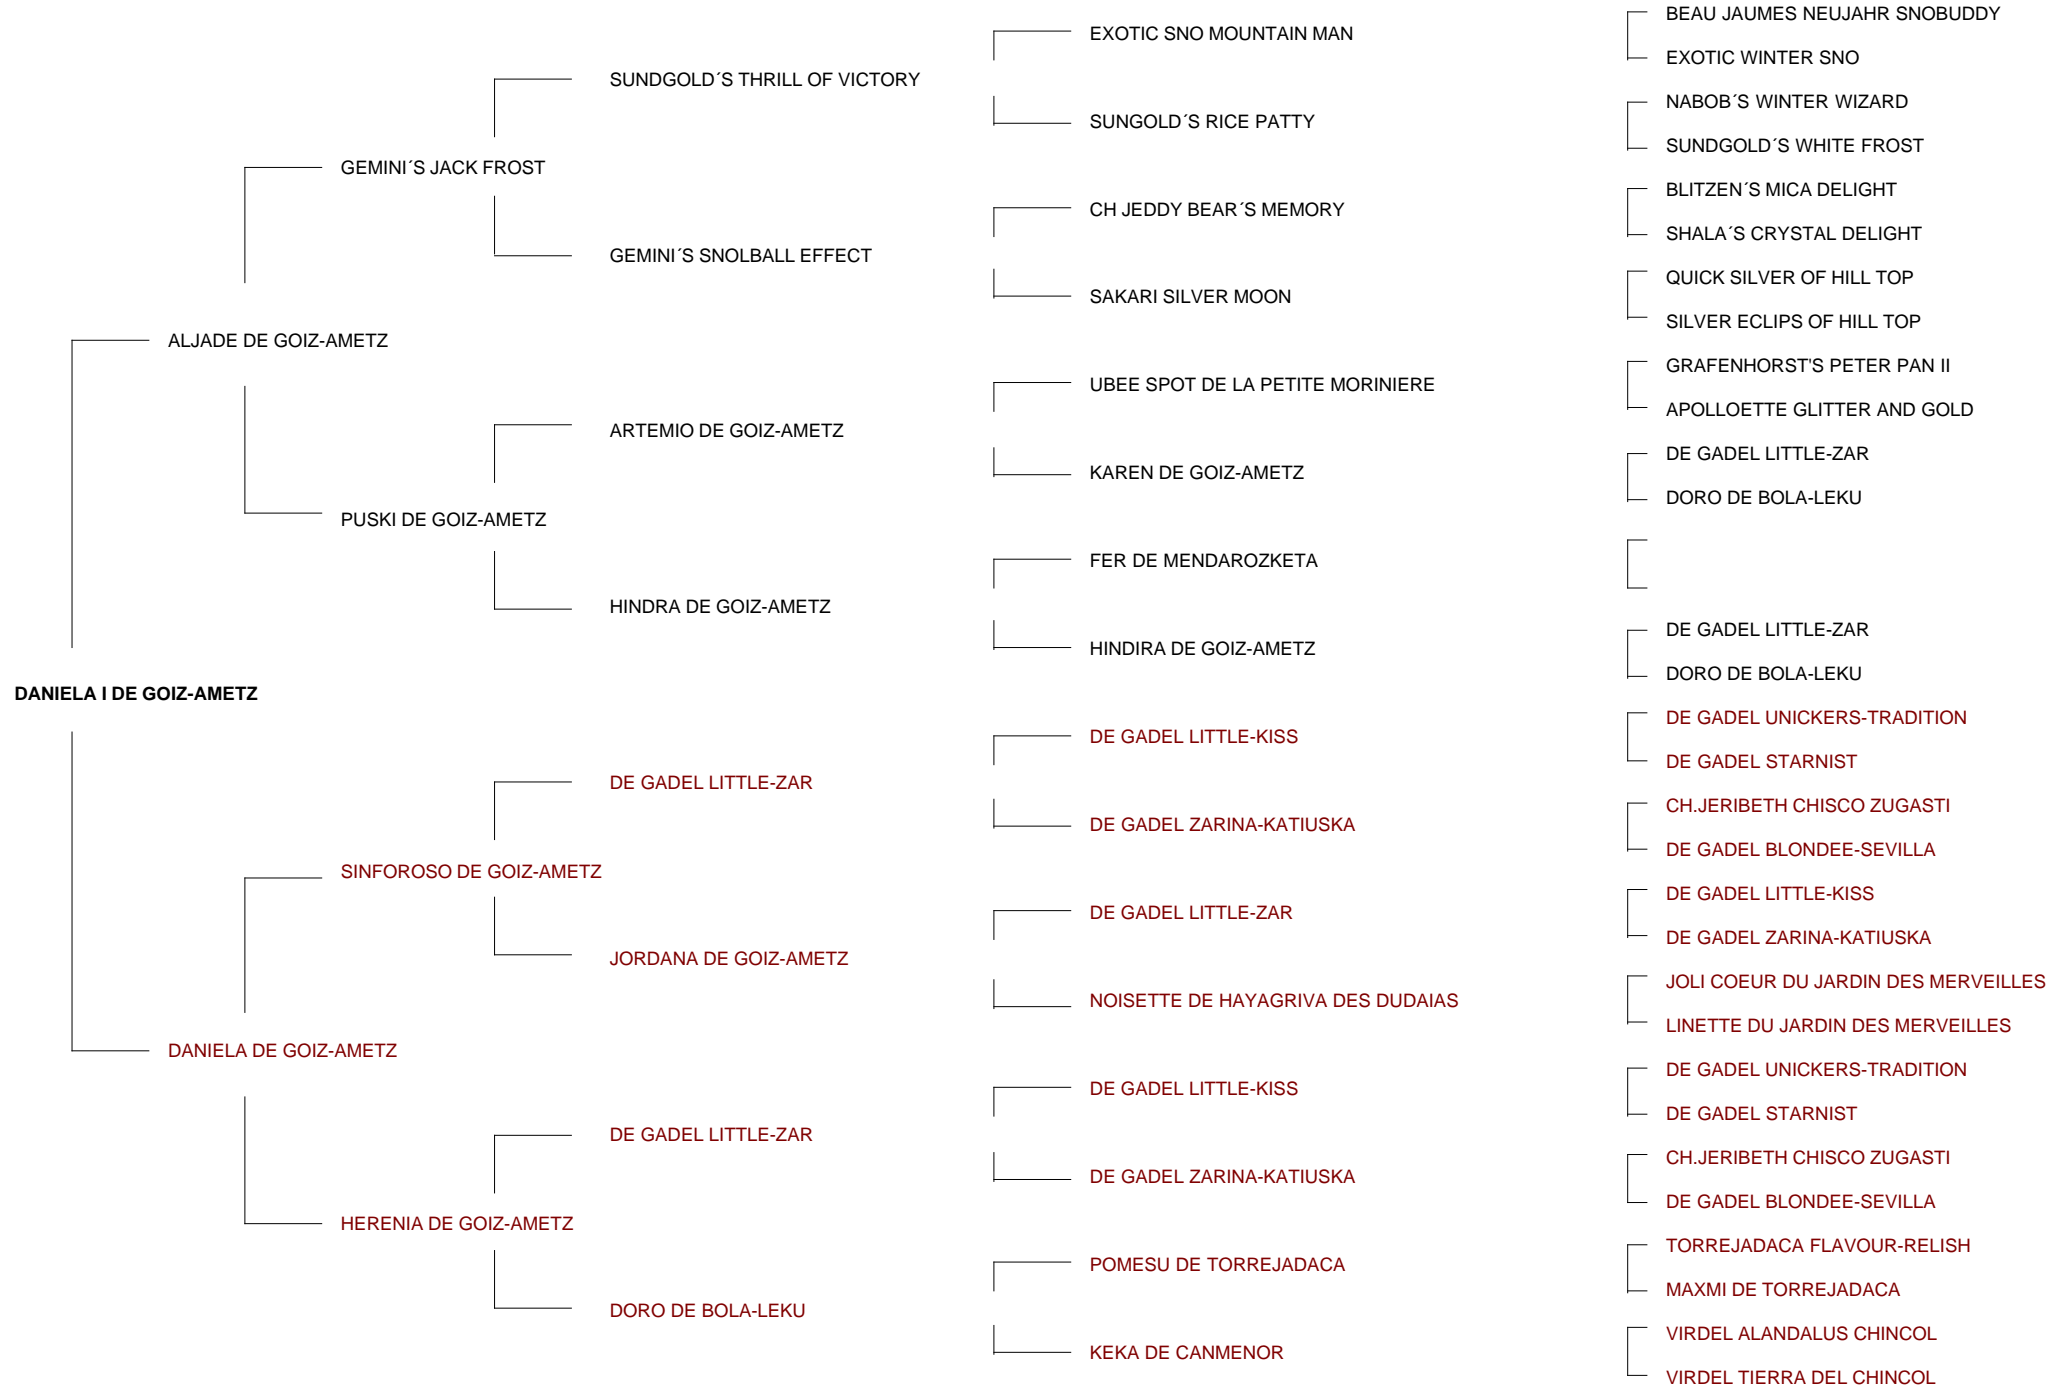 BEAU JAUMES NEUJAHR SNOBUDDY
EXOTIC SNO MOUNTAIN MAN
EXOTIC WINTER SNO
SUNDGOLD´S THRILL OF VICTORY
NABOB´S WINTER WIZARD
SUNGOLD´S RICE PATTY
SUNDGOLD´S WHITE FROST
GEMINI´S JACK FROST
BLITZEN´S MICA DELIGHT
CH JEDDY BEAR´S MEMORY
SHALA´S CRYSTAL DELIGHT
GEMINI´S SNOLBALL EFFECT
QUICK SILVER OF HILL TOP
SAKARI SILVER MOON
SILVER ECLIPS OF HILL TOP
ALJADE DE GOIZ-AMETZ
GRAFENHORST'S PETER PAN II
UBEE SPOT DE LA PETITE MORINIERE
APOLLOETTE GLITTER AND GOLD
ARTEMIO DE GOIZ-AMETZ
DE GADEL LITTLE-ZAR
KAREN DE GOIZ-AMETZ
DORO DE BOLA-LEKU
PUSKI DE GOIZ-AMETZ
FER DE MENDAROZKETA
HINDRA DE GOIZ-AMETZ
DE GADEL LITTLE-ZAR
HINDIRA DE GOIZ-AMETZ
DORO DE BOLA-LEKU
DANIELA I DE GOIZ-AMETZ
DE GADEL UNICKERS-TRADITION
DE GADEL LITTLE-KISS
DE GADEL STARNIST
DE GADEL LITTLE-ZAR
CH.JERIBETH CHISCO ZUGASTI
DE GADEL ZARINA-KATIUSKA
DE GADEL BLONDEE-SEVILLA
SINFOROSO DE GOIZ-AMETZ
DE GADEL LITTLE-KISS
DE GADEL LITTLE-ZAR
DE GADEL ZARINA-KATIUSKA
JORDANA DE GOIZ-AMETZ
JOLI COEUR DU JARDIN DES MERVEILLES
NOISETTE DE HAYAGRIVA DES DUDAIAS
LINETTE DU JARDIN DES MERVEILLES
DANIELA DE GOIZ-AMETZ
DE GADEL UNICKERS-TRADITION
DE GADEL LITTLE-KISS
DE GADEL STARNIST
DE GADEL LITTLE-ZAR
CH.JERIBETH CHISCO ZUGASTI
DE GADEL ZARINA-KATIUSKA
DE GADEL BLONDEE-SEVILLA
HERENIA DE GOIZ-AMETZ
TORREJADACA FLAVOUR-RELISH
POMESU DE TORREJADACA
MAXMI DE TORREJADACA
DORO DE BOLA-LEKU
VIRDEL ALANDALUS CHINCOL
KEKA DE CANMENOR
VIRDEL TIERRA DEL CHINCOL